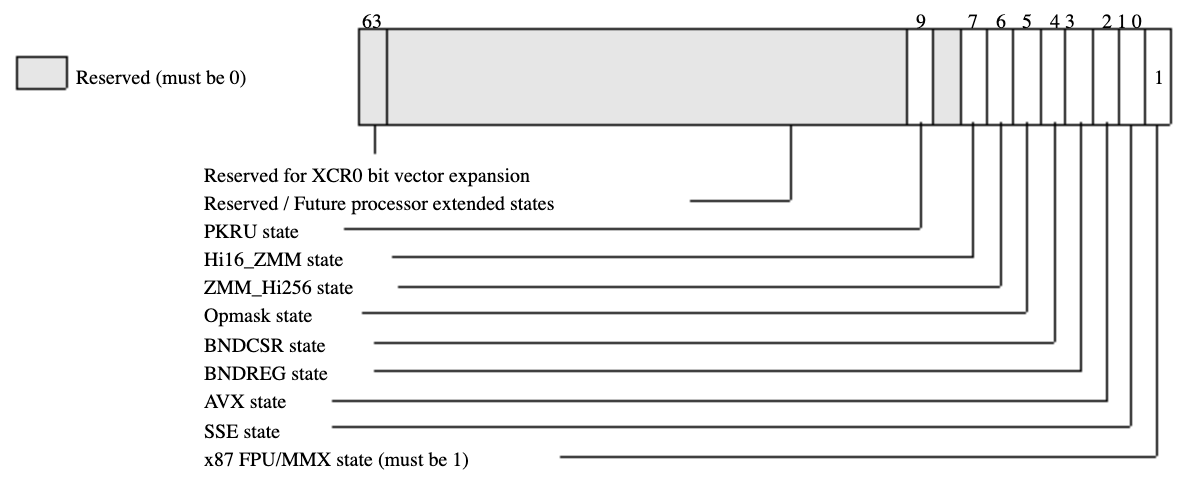 63 9 7 6 5 4 3 2 1 0
Reserved (must be 0)
1
Reserved for XCR0 bit vector expansion
Reserved / Future processor extended states
PKRU state
Hi16_ZMM state
ZMM_Hi256 state
Opmask state
BNDCSR state
BNDREG state
AVX state
SSE state
x87 FPU/MMX state (must be 1)